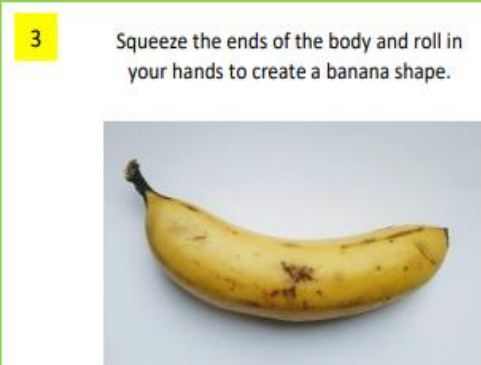 3
Squeeze the ends of the body and roll in
your hands to create a banana shape.